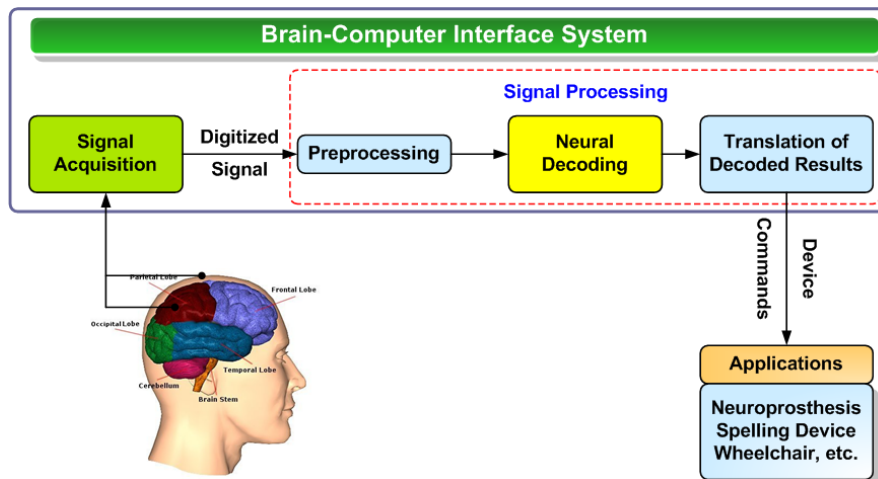 Brain-Computer Interface System
Signal Processing
Signal
Acquisition
Digitized
Signal
Preprocessing
Neural
Decoding
Translation of
Decoded Results
Device
Commands
Parietal Lobe
Frontal Lobe
Occipital Lobe
Temporal Lobe
Cerebellum
Brain Stem
Applications
Neuroprosthesis
Spelling Device
Wheelchair, etc.